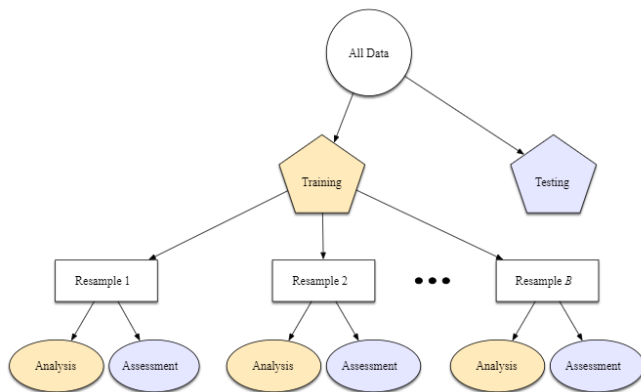 All Data
Training
Testing
Resample 1
Resample 2
Resample B
Analysis
Assessment
Analysis
Assessment
Analysis
Assessment